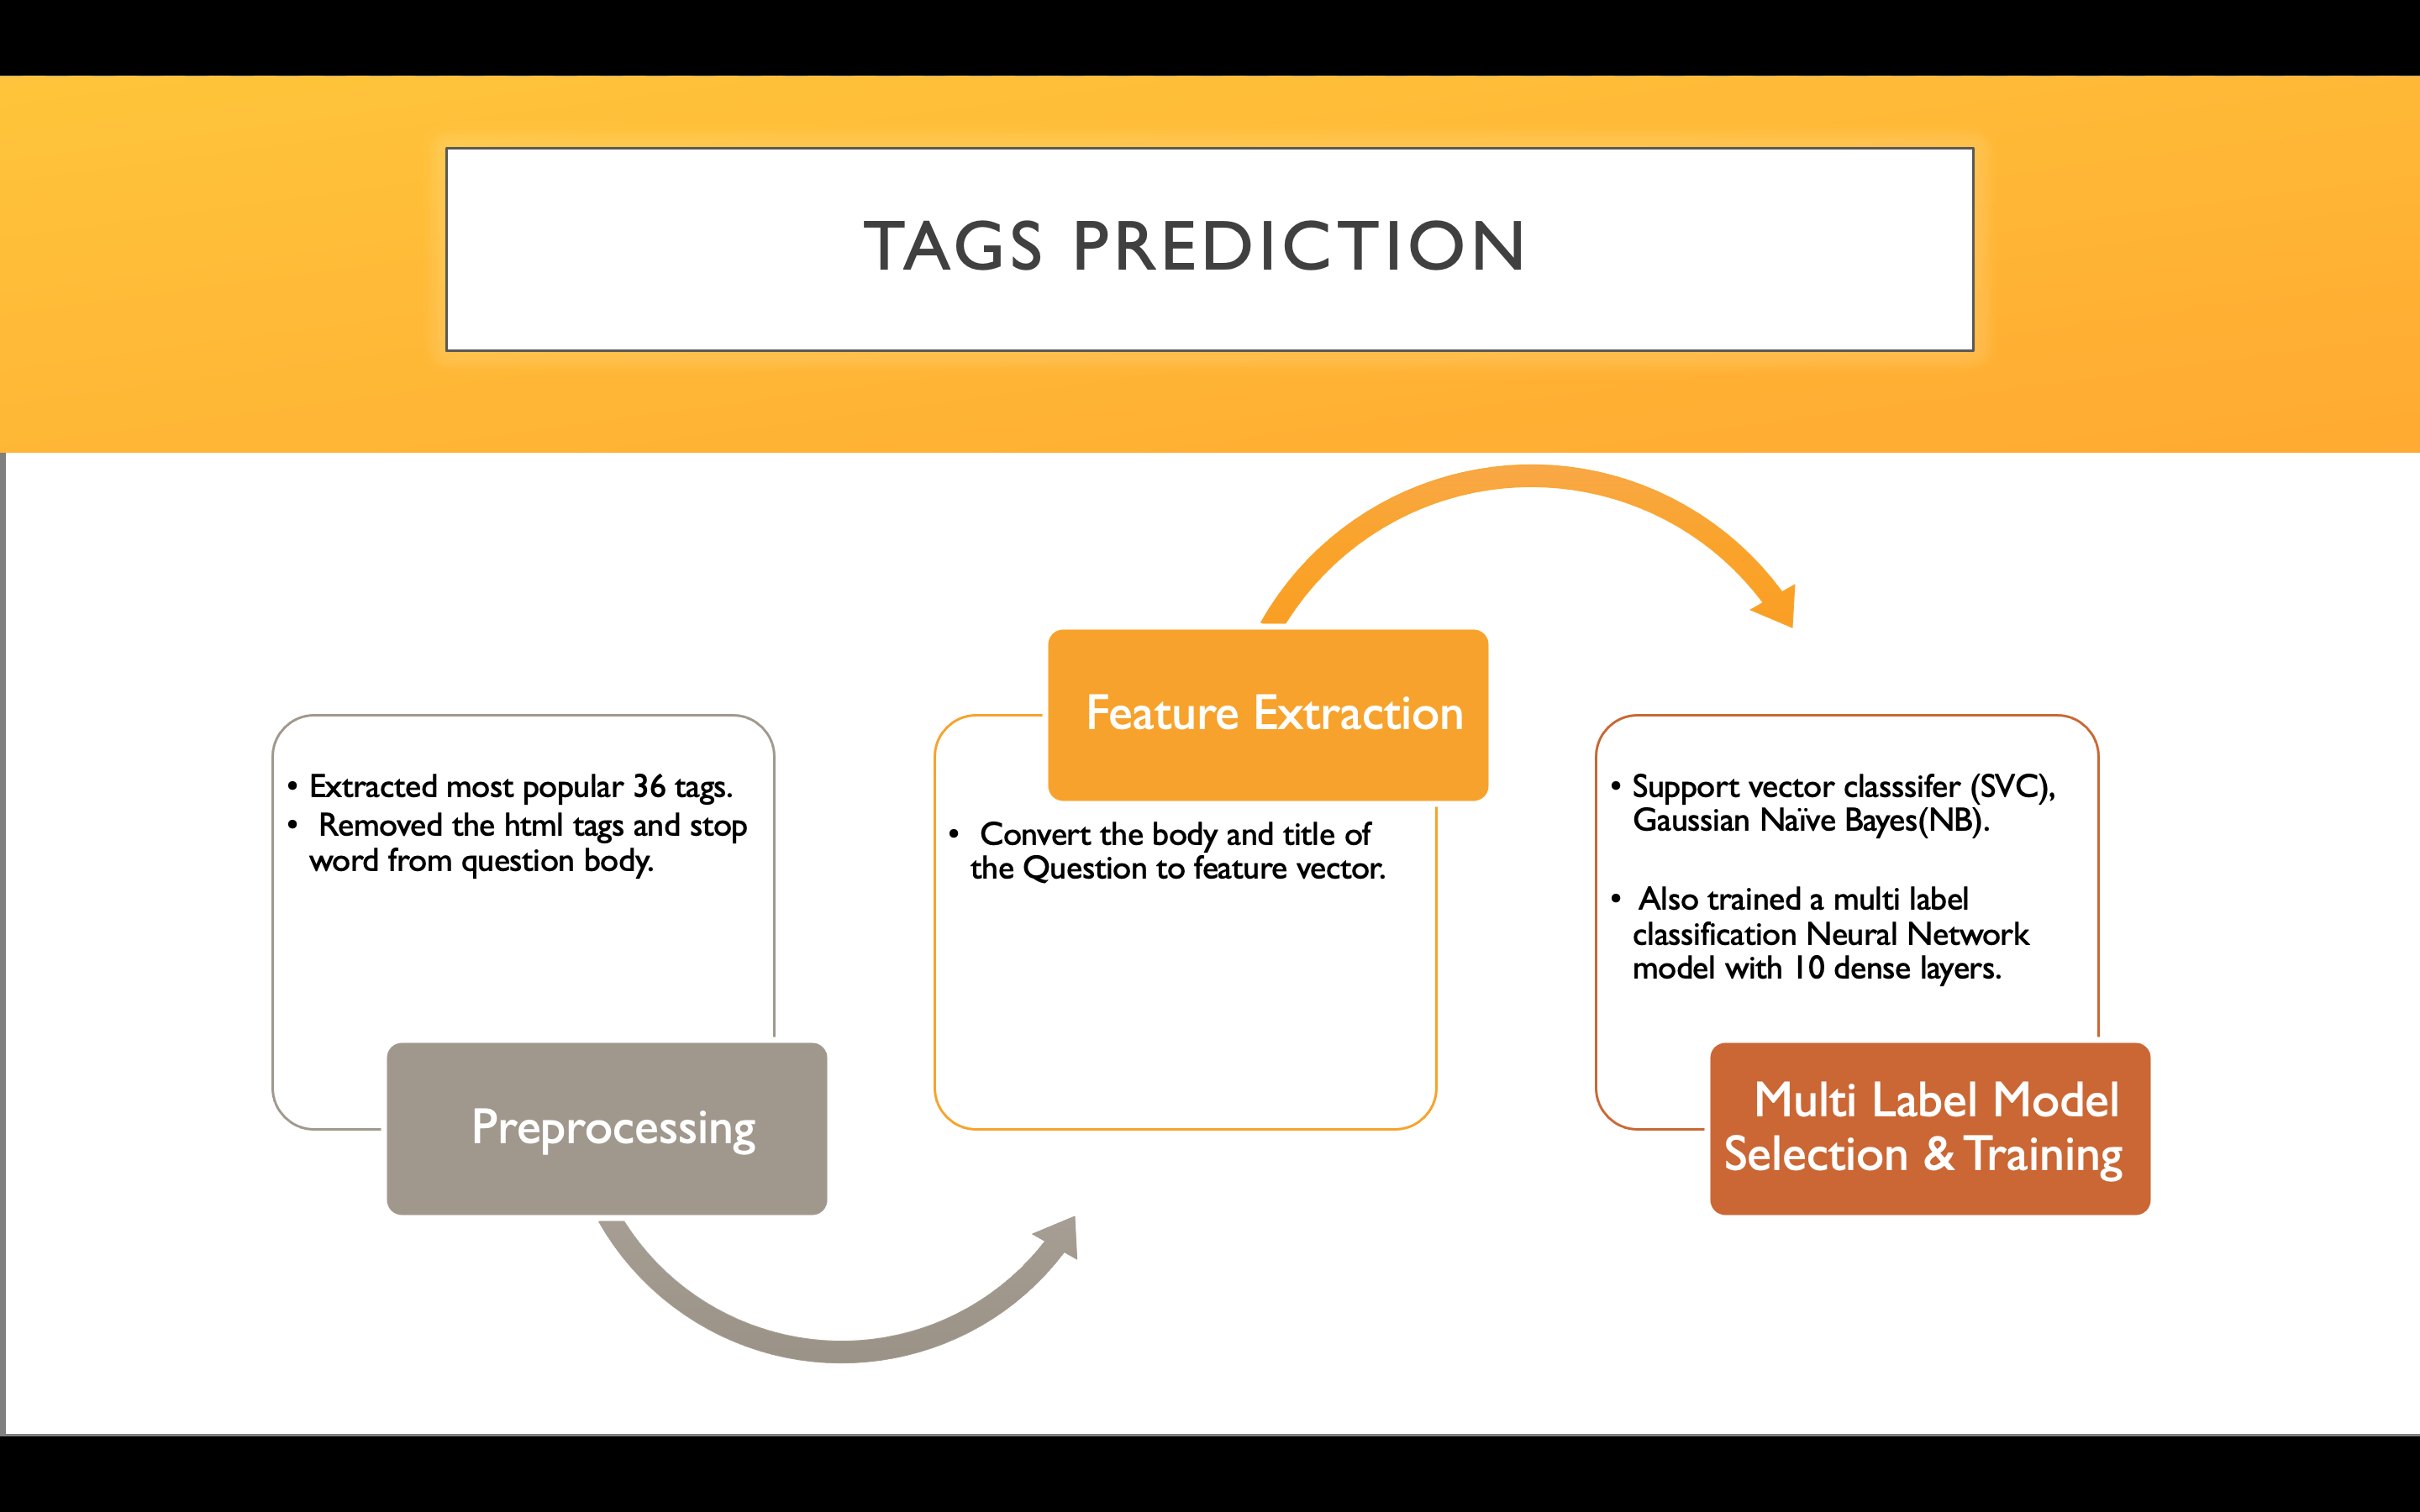 TAGS PREDICTION
• Extracted most popular 36 tags.
• Removed the html tags and stop
word from question body.
Preprocessing
Feature Extraction
• Convert the body and title of
the Question to feature vector.
• Support vector classsifer (SVC),
Gaussian Naïve Bayes(NB).
• Also trained a multi label
classification Neural Network
model with 10 dense layers.
Multi Label Model
Selection & Training